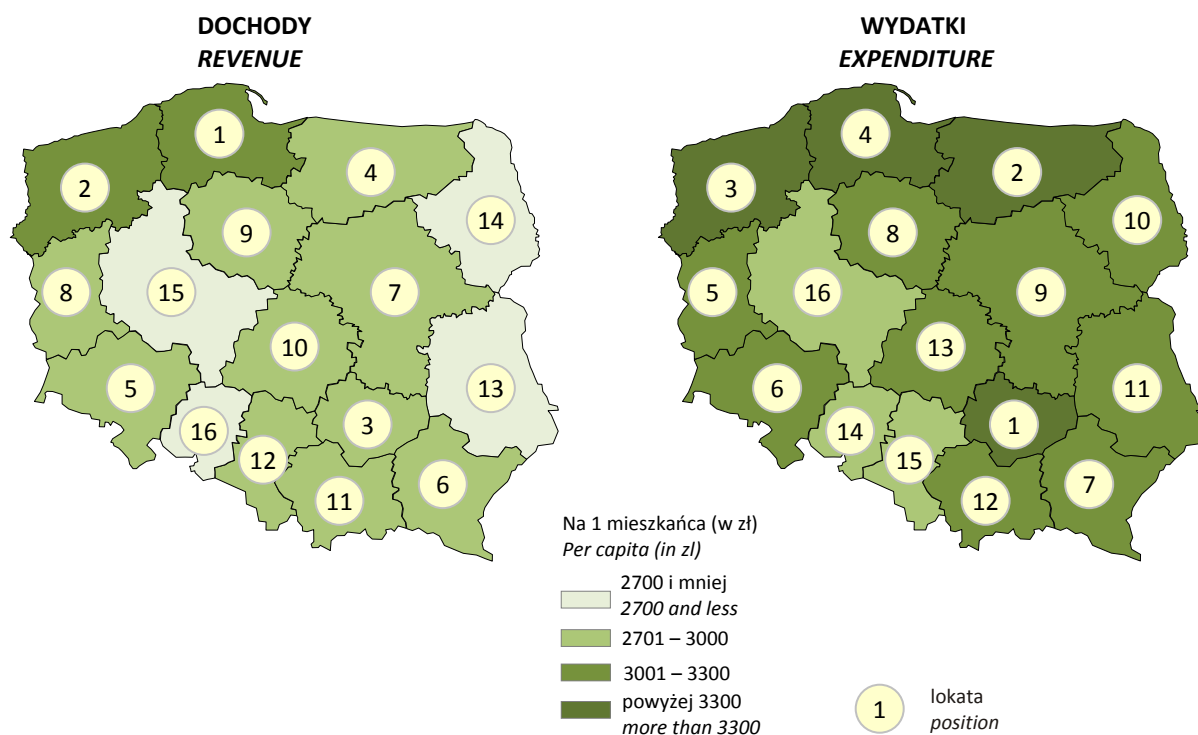 DOCHODY
REVENUE
1
2
4
14
9
8
15
7
10
5
13
3
16
12
6
11
WYDATKI
EXPENDITURE
4
3
2
10
8
5
16
9
13
6
11
1
14
15
7
12
Na 1 mieszkańca (w zł)
Per capita (in zl)
2700 i mniej
2700 and less
2701 – 3000
3001 – 3300
powyżej 3300
more than 3300
1
lokata
position